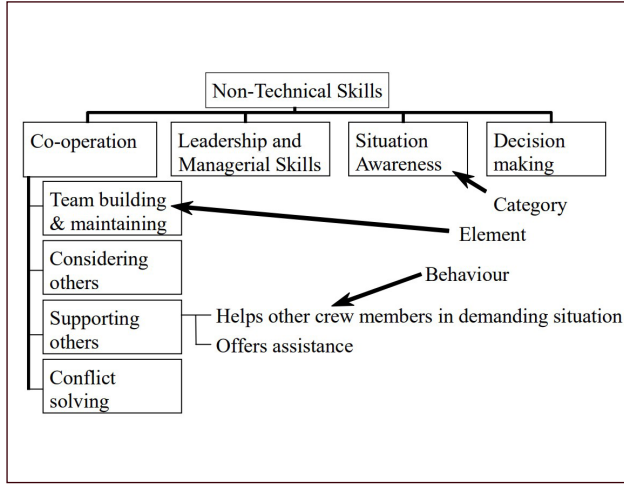 Non-Technical Skills
Co-operation
Leadership and
Managerial Skills
Situation
Awareness
Decision
making
Team building
& maintaining
Category
Element
Considering
others
Behaviour
Supporting
others
Helps other crew members in demanding situation
Offers assistance
Conflict
solving